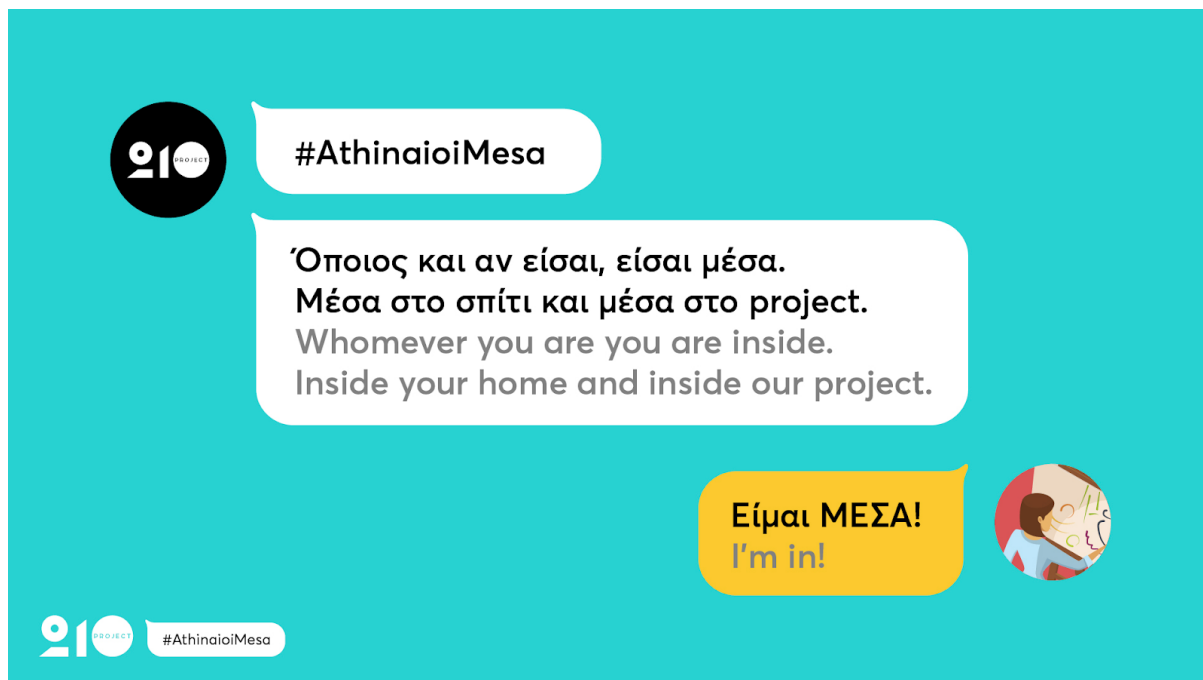 210 PROJECT
#AthinaioiMesa
Όποιος και αν είσαι, είσαι μέσα.
Μέσα στο σπίτι και μέσα στο project.
Whomever you are you are inside.
Inside your home and inside our project.
Είμαι ΜΕΣΑ!
I'm in!
210 PROJECT
#AthinaioiMesa